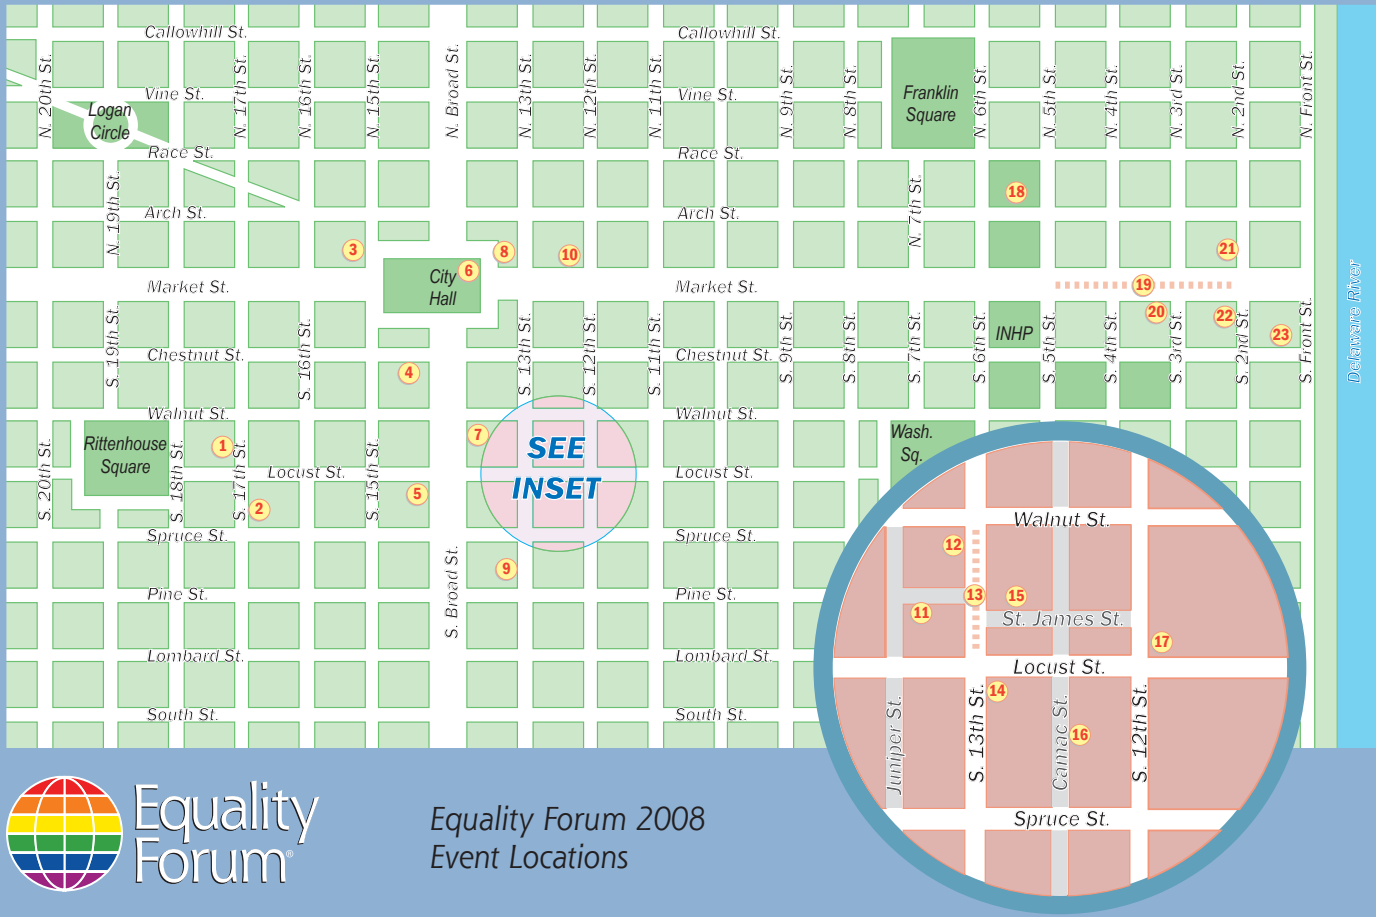 Callowhill St.
Callowhill St.
N. 20th St.
N. 17th St.
N. 16th St.
N. 15th St.
N. Broad St.
N. 13th St.
N. 12th St.
N. 11th St.
N. 9th St.
N. 8th St.
N. 6th St.
N. 5th St.
N. 4th St.
N. 3rd St.
N. 2nd St.
N. Front St.
Vine St.
Vine St.
Logan
Circle
Franklin
Square
Race St.
Race St.
N. 19th St.
N. 7th St.
18
Arch St.
Arch St.
3
8
10
21
City
Hall
6
Market St.
Market St.
19
20
22
23
Delaware River
INHP
S. 19th St.
S. 16th St.
S. 13th St.
S. 12th St.
S. 11th St.
S. 9th St.
S. 8th St.
S. 7th St.
S. 6th St.
S. 5th St.
S. 4th St.
S. 3rd St.
S. 2nd St.
S. Front St.
Chestnut St.
Chestnut St.
4
Walnut St.
Walnut St.
Rittenhouse
Square
1
7
SEE
INSET
Wash.
Sq.
S. 20th St.
S. 18th St.
S. 17th St.
S. 15th St.
Locust St.
Locust St.
2
5
Spruce St.
Spruce St.
9
S. Broad St.
Pine St.
Pine St.
Lombard St.
Lombard St.
South St.
South St.
Walnut St.
12
13
15
11
St. James St.
17
Locust St.
14
16
Juniper St.
S. 13th St.
Camac St.
S. 12th St.
Spruce St.
Equality
Forum®
Equality Forum 2008
Event Locations